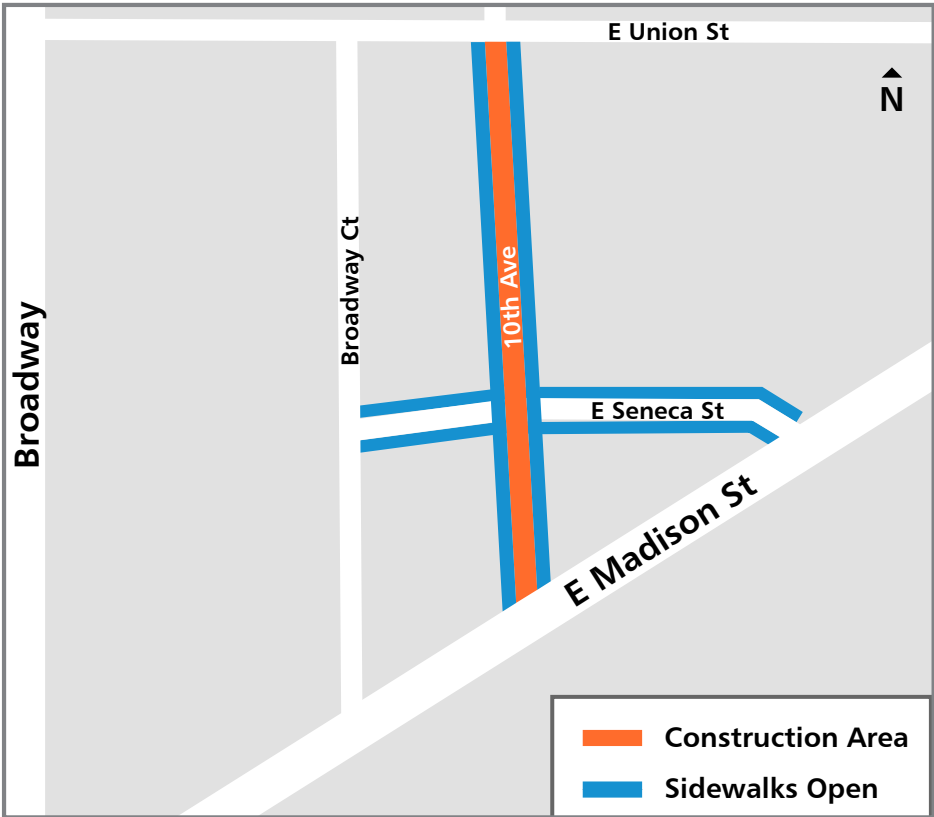 E Union St
N
Broadway Ct
10th Ave
Broadway
E Seneca St
E Madison St
Construction Area
Sidewalks Open